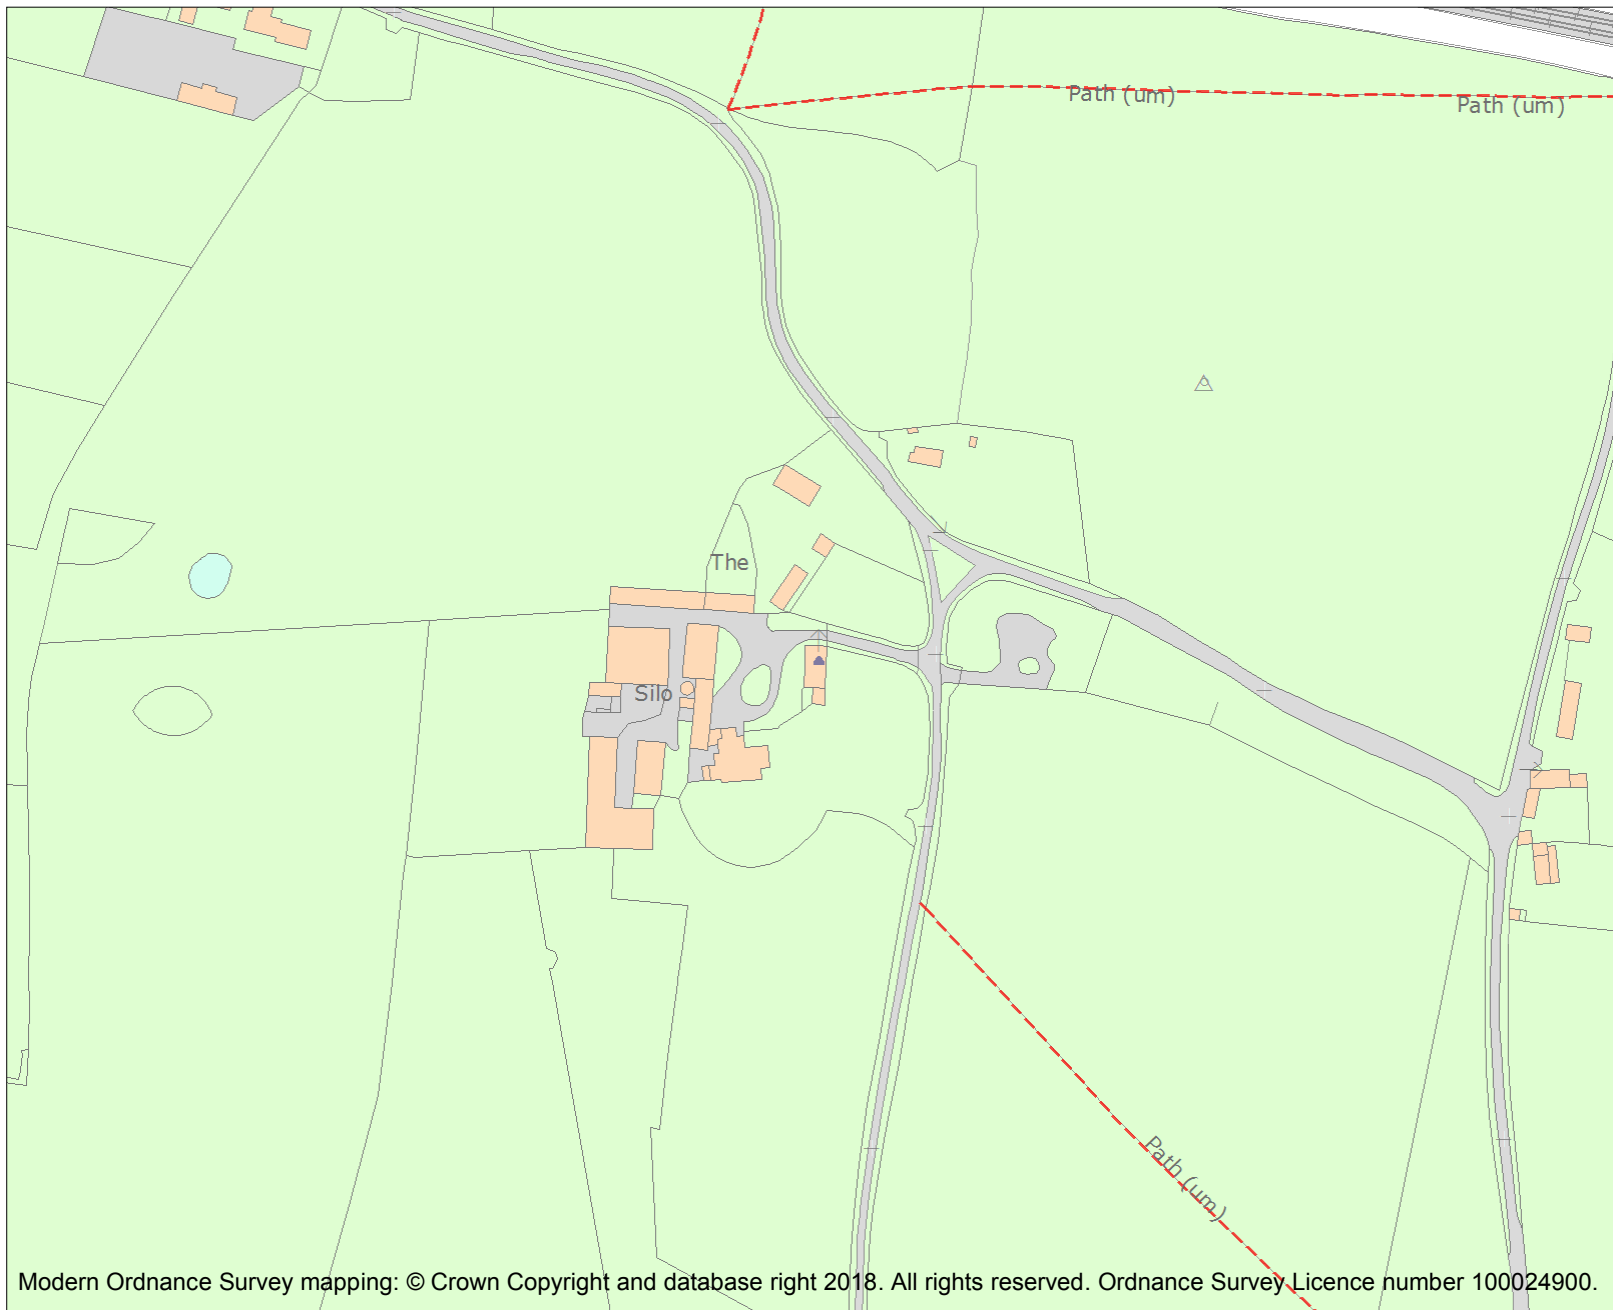 Path (um)
Path (um)
The
Silo
Path (um)
Modern Ordnance Survey mapping: © Crown Copyright and database right 2018. All rights reserved. Ordnance Survey Licence number 100024900.